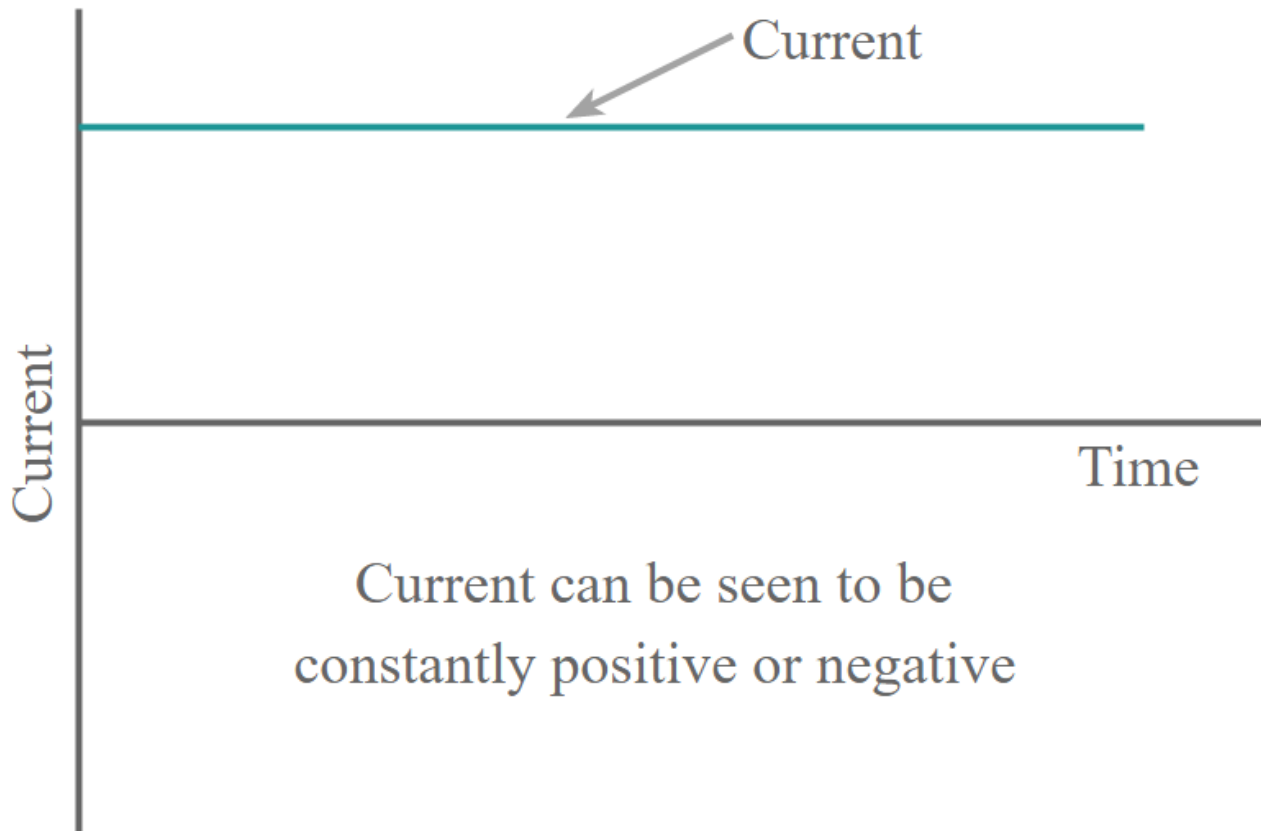 Current
Current
Time
Current can be seen to be
constantly positive or negative